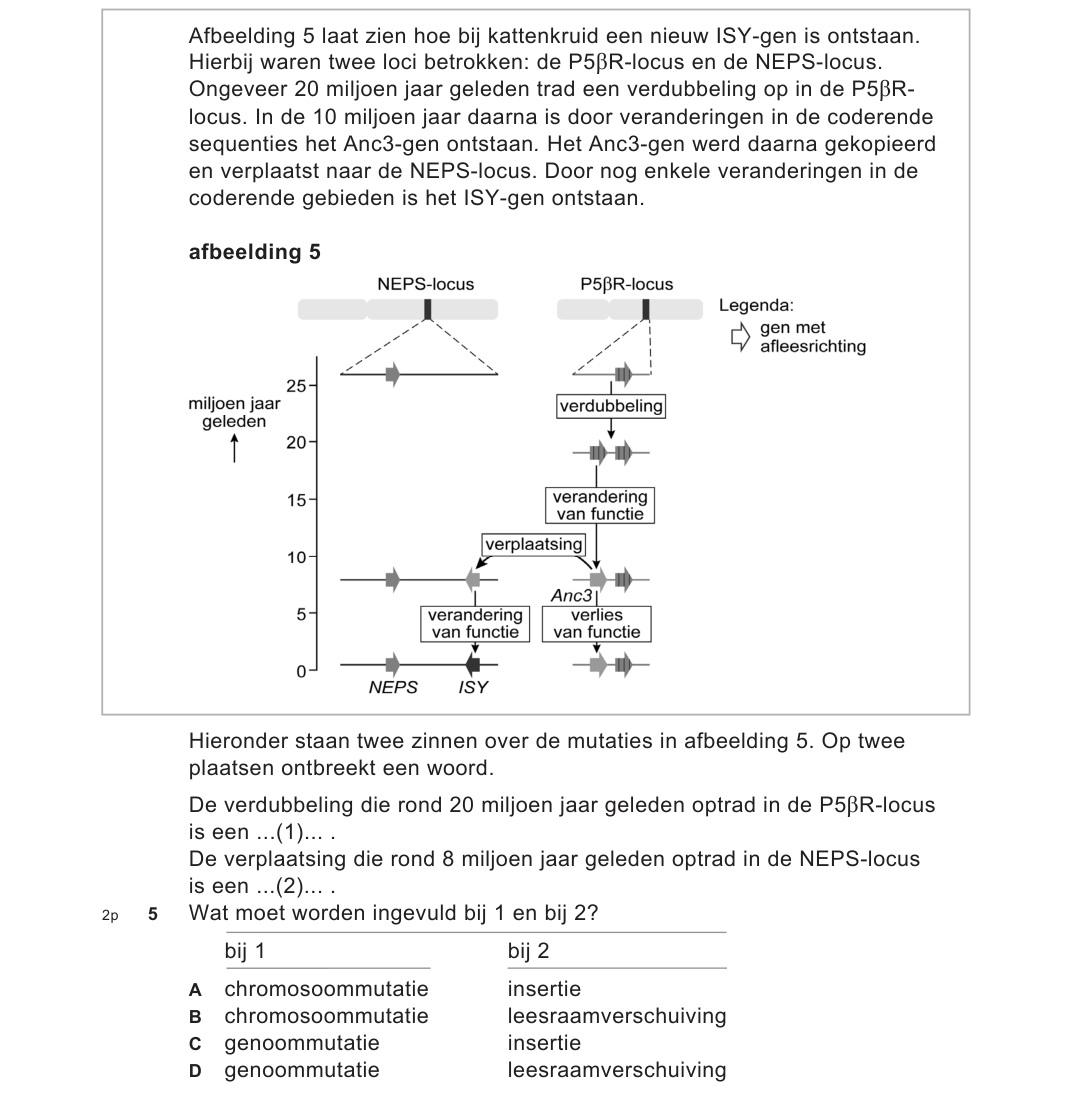 Afbeelding 5 laat zien hoe bij kattenkruid een nieuw ISY-gen is ontstaan.
Hierbij waren twee loci betrokken: de P5βR-locus en de NEPS-locus.
Ongeveer 20 miljoen jaar geleden trad een verdubbeling op in de P5βR-
locus. In de 10 miljoen jaar daarna is door veranderingen in de coderende
sequenties het Anc3-gen ontstaan. Het Anc3-gen werd daarna gekopieerd
en verplaatst naar de NEPS-locus. Door nog enkele veranderingen in de
coderende gebieden is het ISY-gen ontstaan.
afbeelding 5
NEPS-locus
P5βR-locus
Legenda:
gen met
afleesrichting
miljoen jaar
geleden
25
20
15
10
5
0
verdubbeling
verandering
van functie
verplaatsing
Anc3
verandering
van functie
verlies
van functie
NEPS
ISY
Hieronder staan twee zinnen over de mutaties in afbeelding 5. Op twee
plaatsen ontbreekt een woord.
De verdubbeling die rond 20 miljoen jaar geleden optrad in de P5βR-locus
is een ...(1)... .
De verplaatsing die rond 8 miljoen jaar geleden optrad in de NEPS-locus
is een ...(2)... .
2p 5 Wat moet worden ingevuld bij 1 en bij 2?
bij 1 bij 2
A chromosoommutatie insertie
B chromosoommutatie leesraamverschuiving
C genoommutatie insertie
D genoommutatie leesraamverschuiving